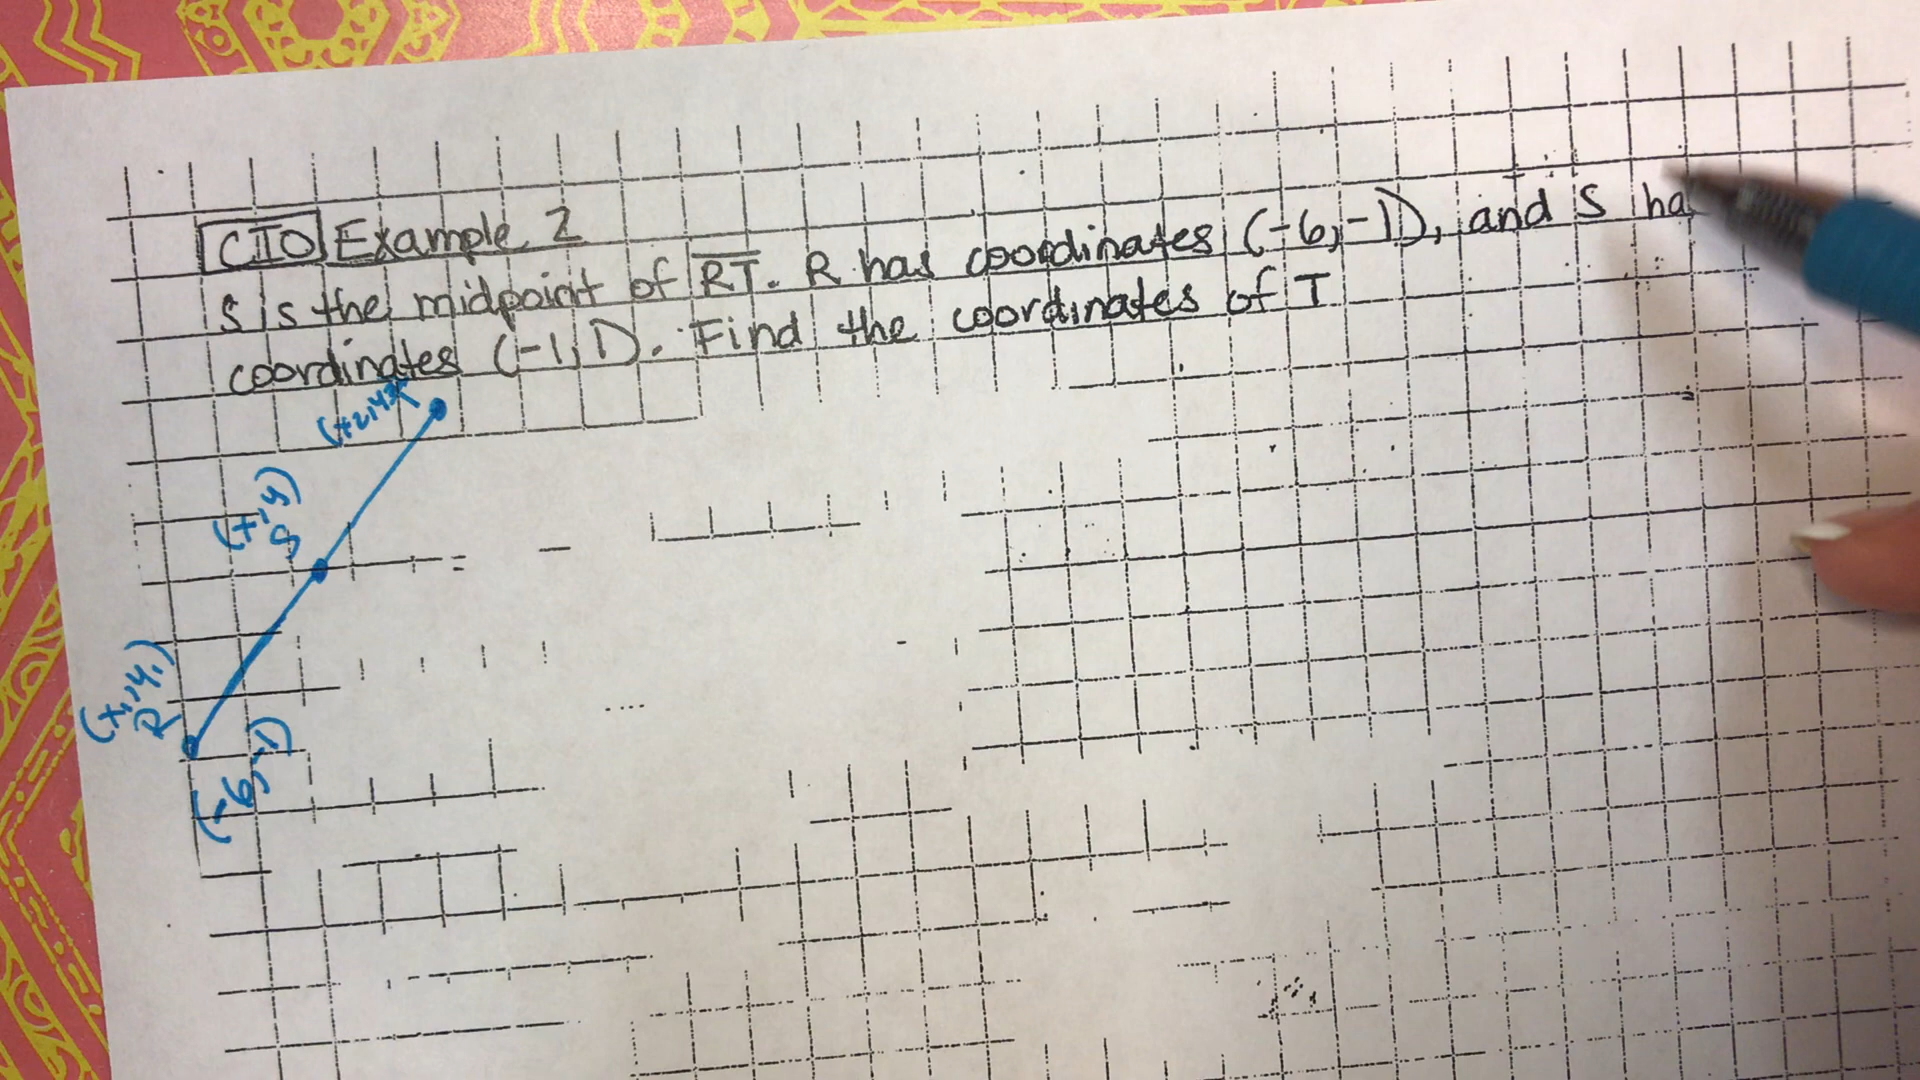 CIO Example 2
S is the midpoint of RT. R has coordinates (-6,-1), and S ha
coordinates (-1,1). Find the coordinates of T
(x2,y2)
T
(x,y)
S
(x1,y1)
R
(-6,-1)